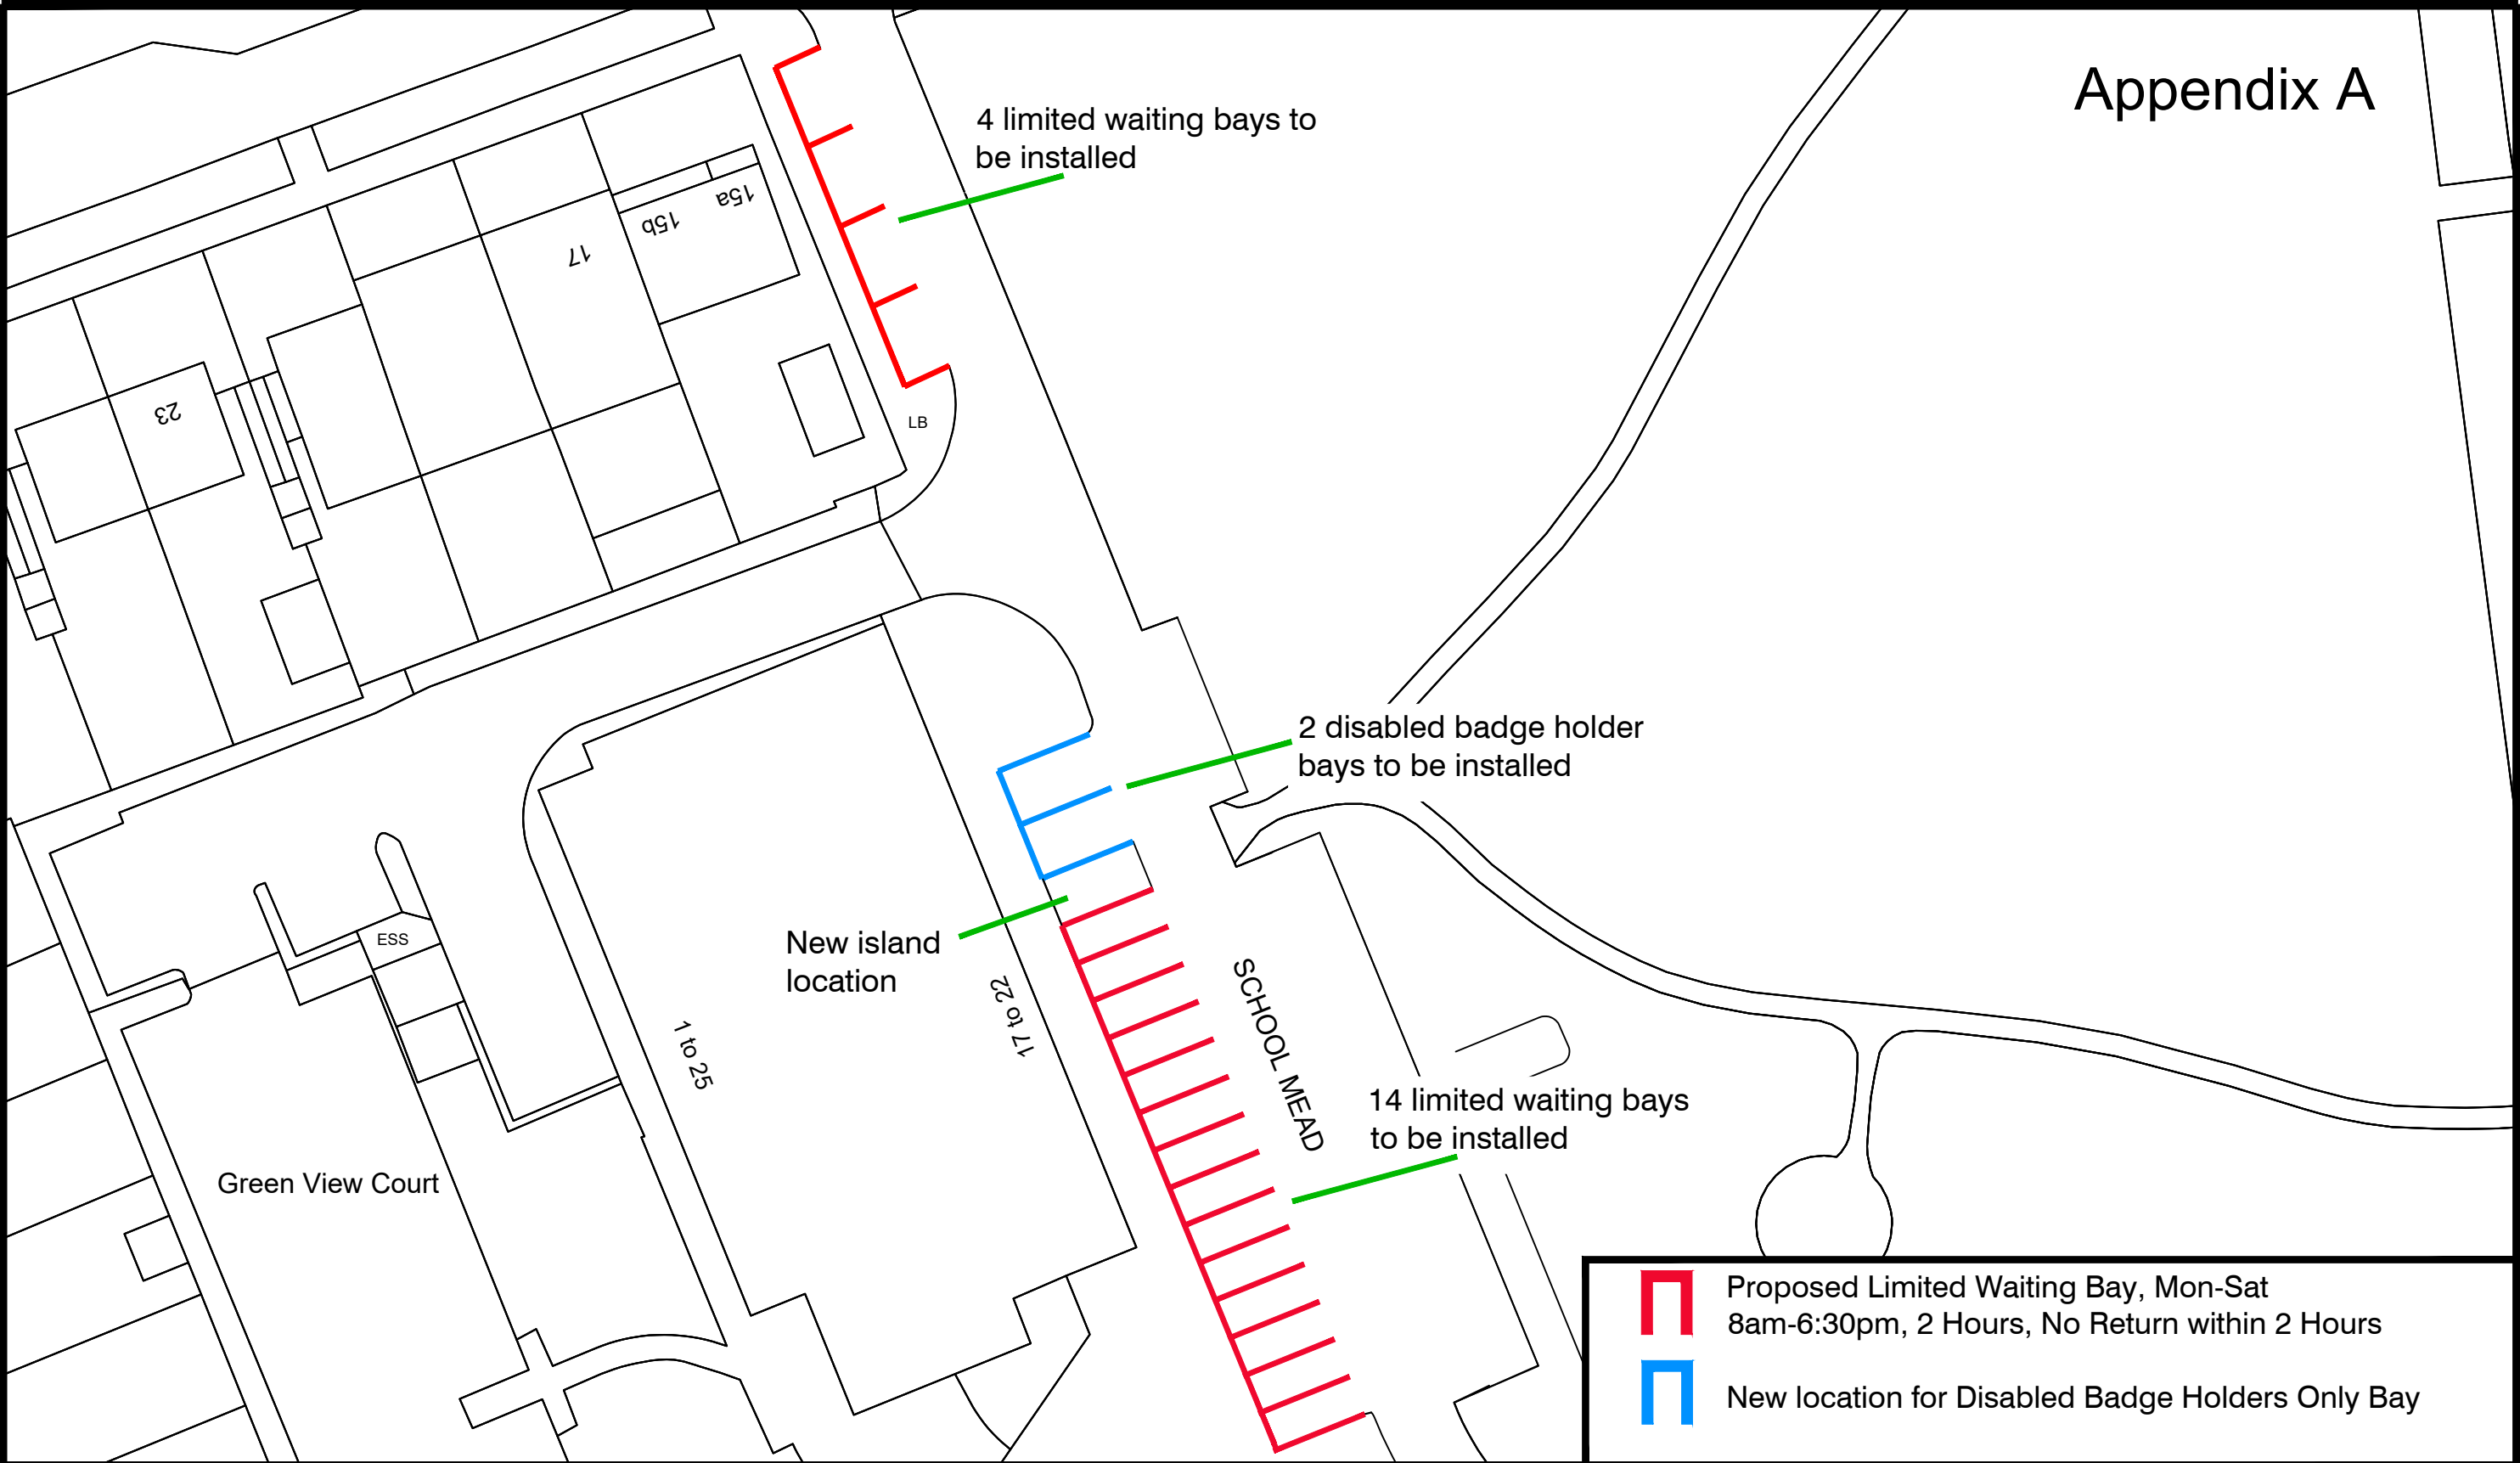 Appendix A
4 limited waiting bays to
be installed
15a
15b
17
23
LB
2 disabled badge holder
bays to be installed
New island
location
ESS
17 to 22
1 to 25
SCHOOL MEAD
14 limited waiting bays
to be installed
Green View Court
Proposed Limited Waiting Bay, Mon-Sat
8am-6:30pm, 2 Hours, No Return within 2 Hours
New location for Disabled Badge Holders Only Bay